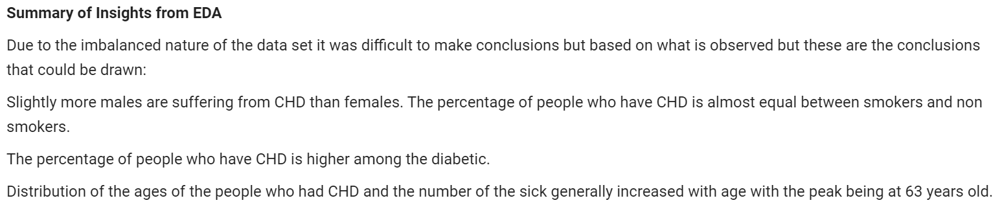 Summary of Insights from EDA
Due to the imbalanced nature of the data set it was difficult to make conclusions but based on what is observed but these are the conclusions
that could be drawn:
Slightly more males are suffering from CHD than females. The percentage of people who have CHD is almost equal between smokers and non
smokers.
The percentage of people who have CHD is higher among the diabetic.
Distribution of the ages of the people who had CHD and the number of the sick generally increased with age with the peak being at 63 years old.